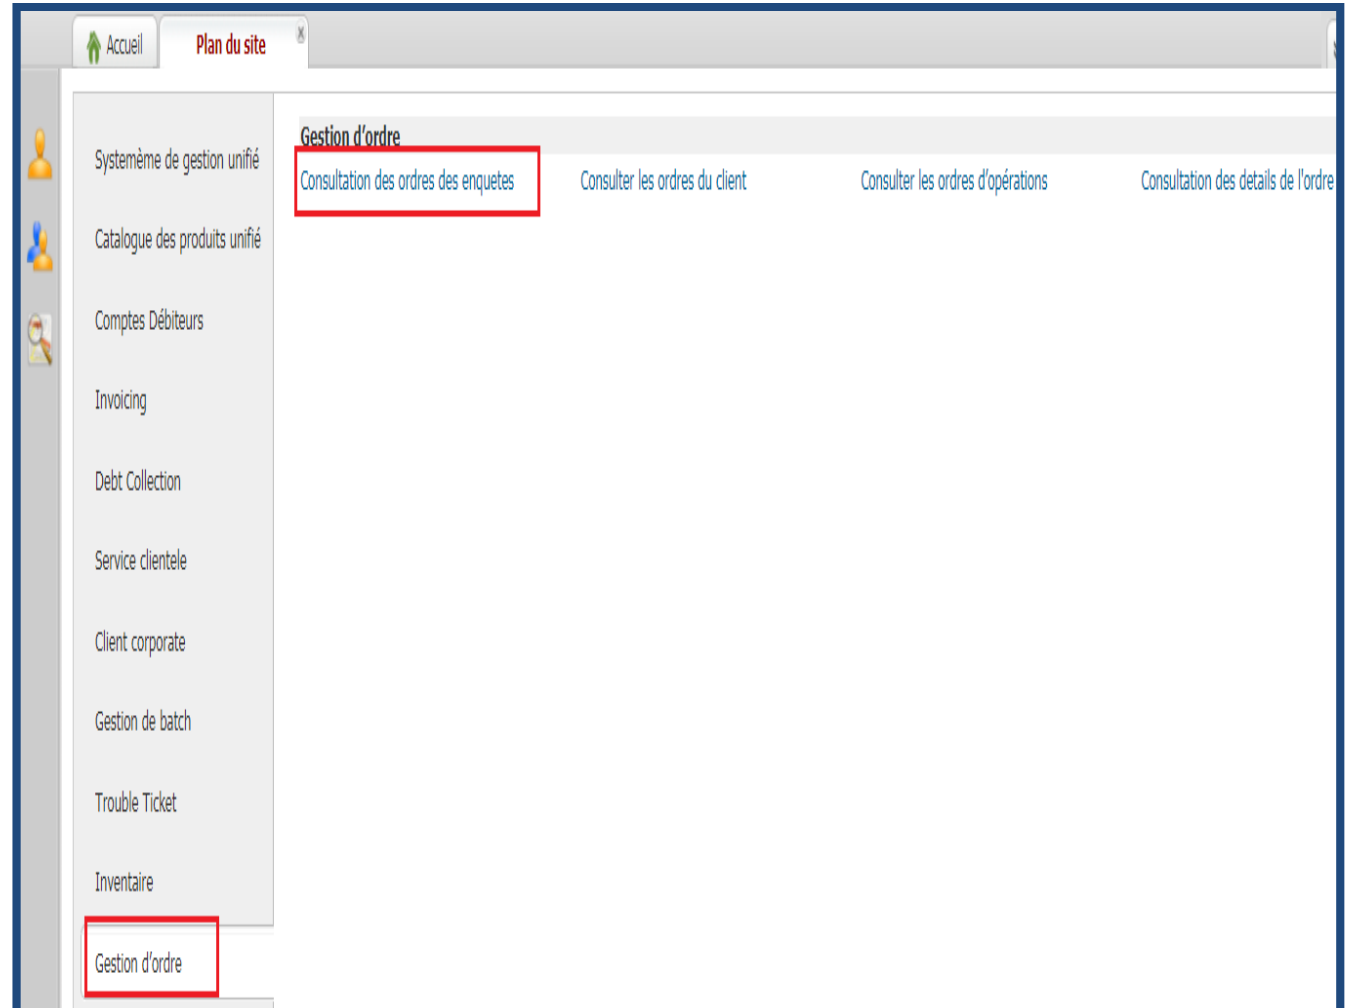 Accueil
Plan du site
Gestion d'ordre
Consultation des ordres des enquetes
Consulter les ordres du client
Consulter les ordres d'opérations
Consultation des details de l'ordre
Systemème de gestion unifié
Catalogue des produits unifié
Comptes Débiteurs
Invoicing
Debt Collection
Service clientele
Client corporate
Gestion de batch
Trouble Ticket
Inventaire
Gestion d'ordre